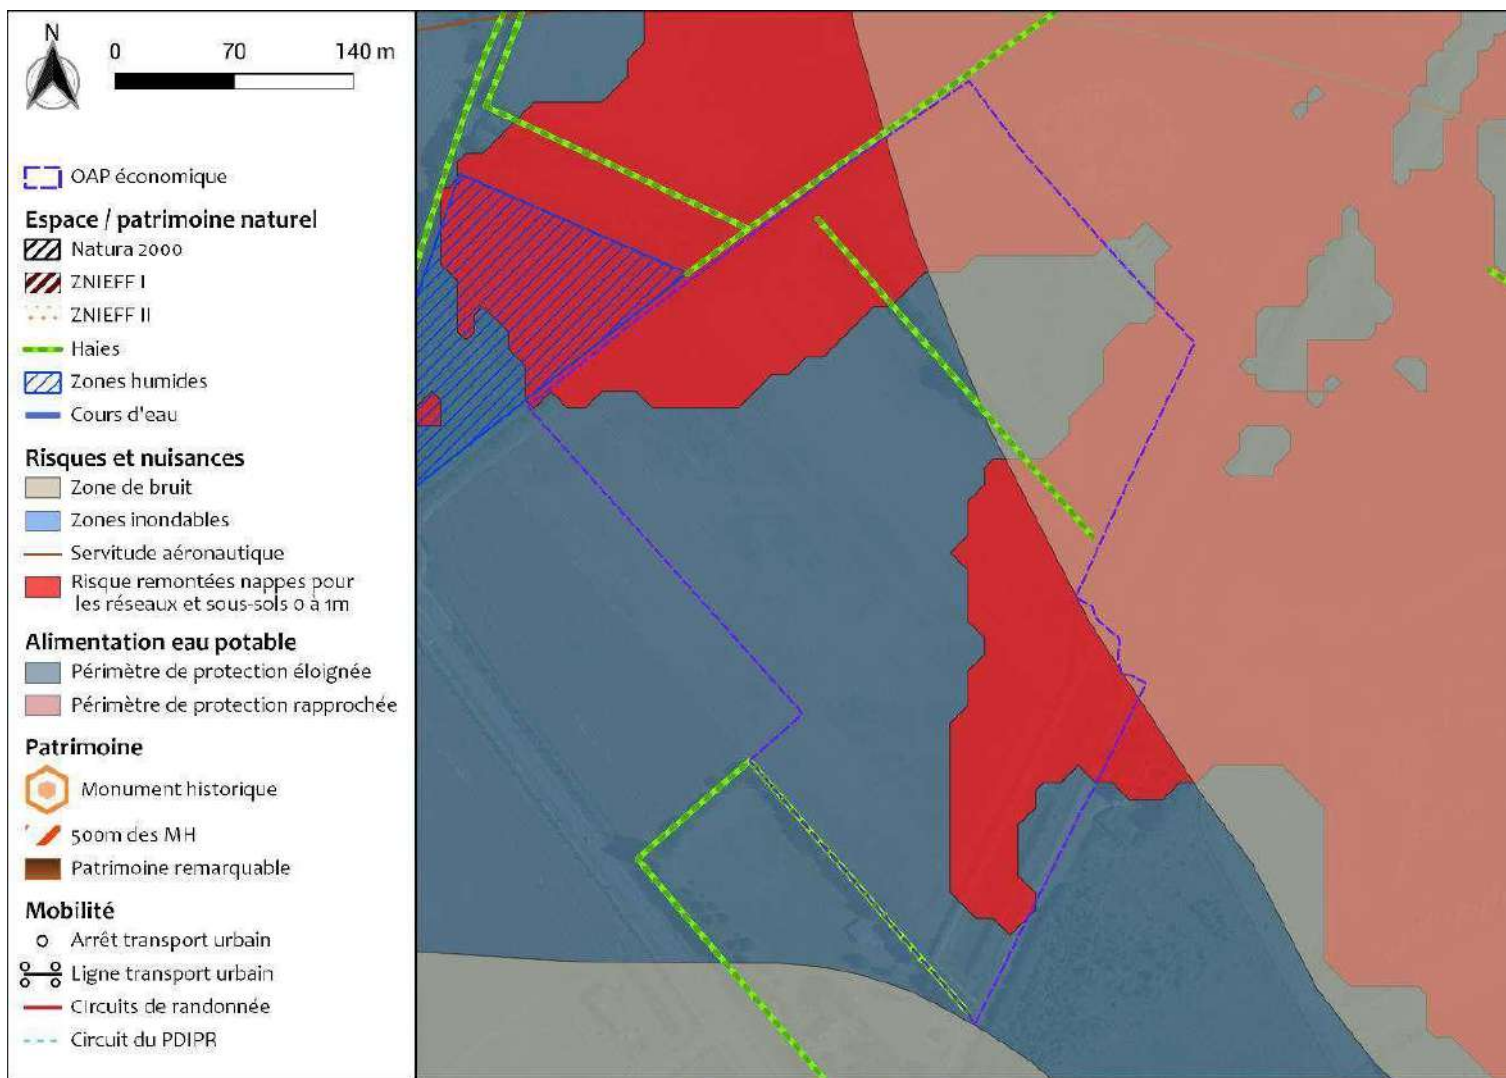 N
0 70 140 m
OAP économique
Espace / patrimoine naturel
Natura 2000
ZNIEFF I
ZNIEFF II
Haies
Zones humides
Cours d'eau
Risques et nuisances
Zone de bruit
Zones inondables
Servitude aéronautique
Risque remontées nappes pour
les réseaux et sous-sols 0 à 1m
Alimentation eau potable
Périmètre de protection éloignée
Périmètre de protection rapprochée
Patrimoine
Monument historique
500m des MH
Patrimoine remarquable
Mobilité
Arrêt transport urbain
Ligne transport urbain
Circuits de randonnée
Circuit du PDIPR